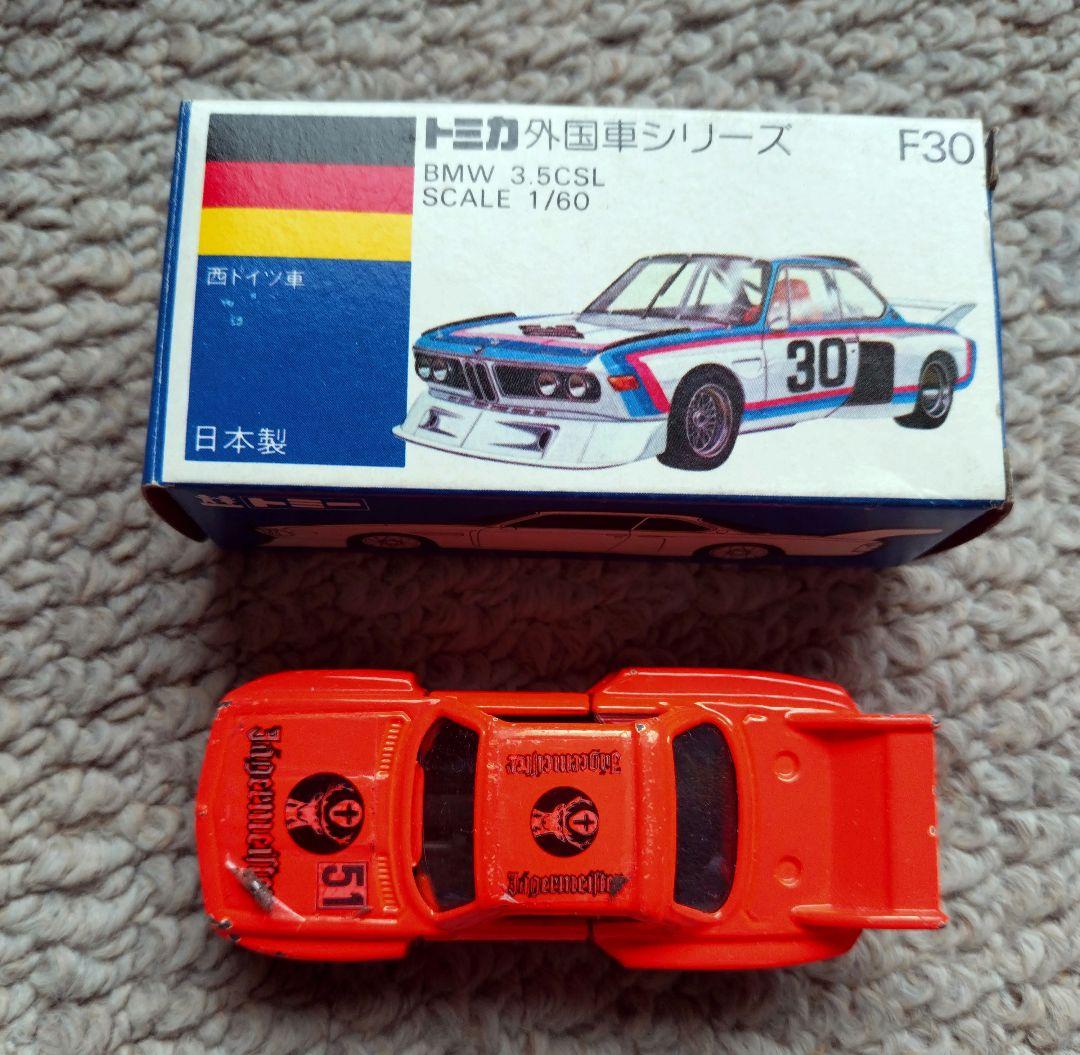 トミカ 外国車シリーズ F30
BMW 3.5CSL
SCALE 1/60
西ドイツ車
30
日本製
トミー
Jägermeister
51
Jägermeister
Jägermeister